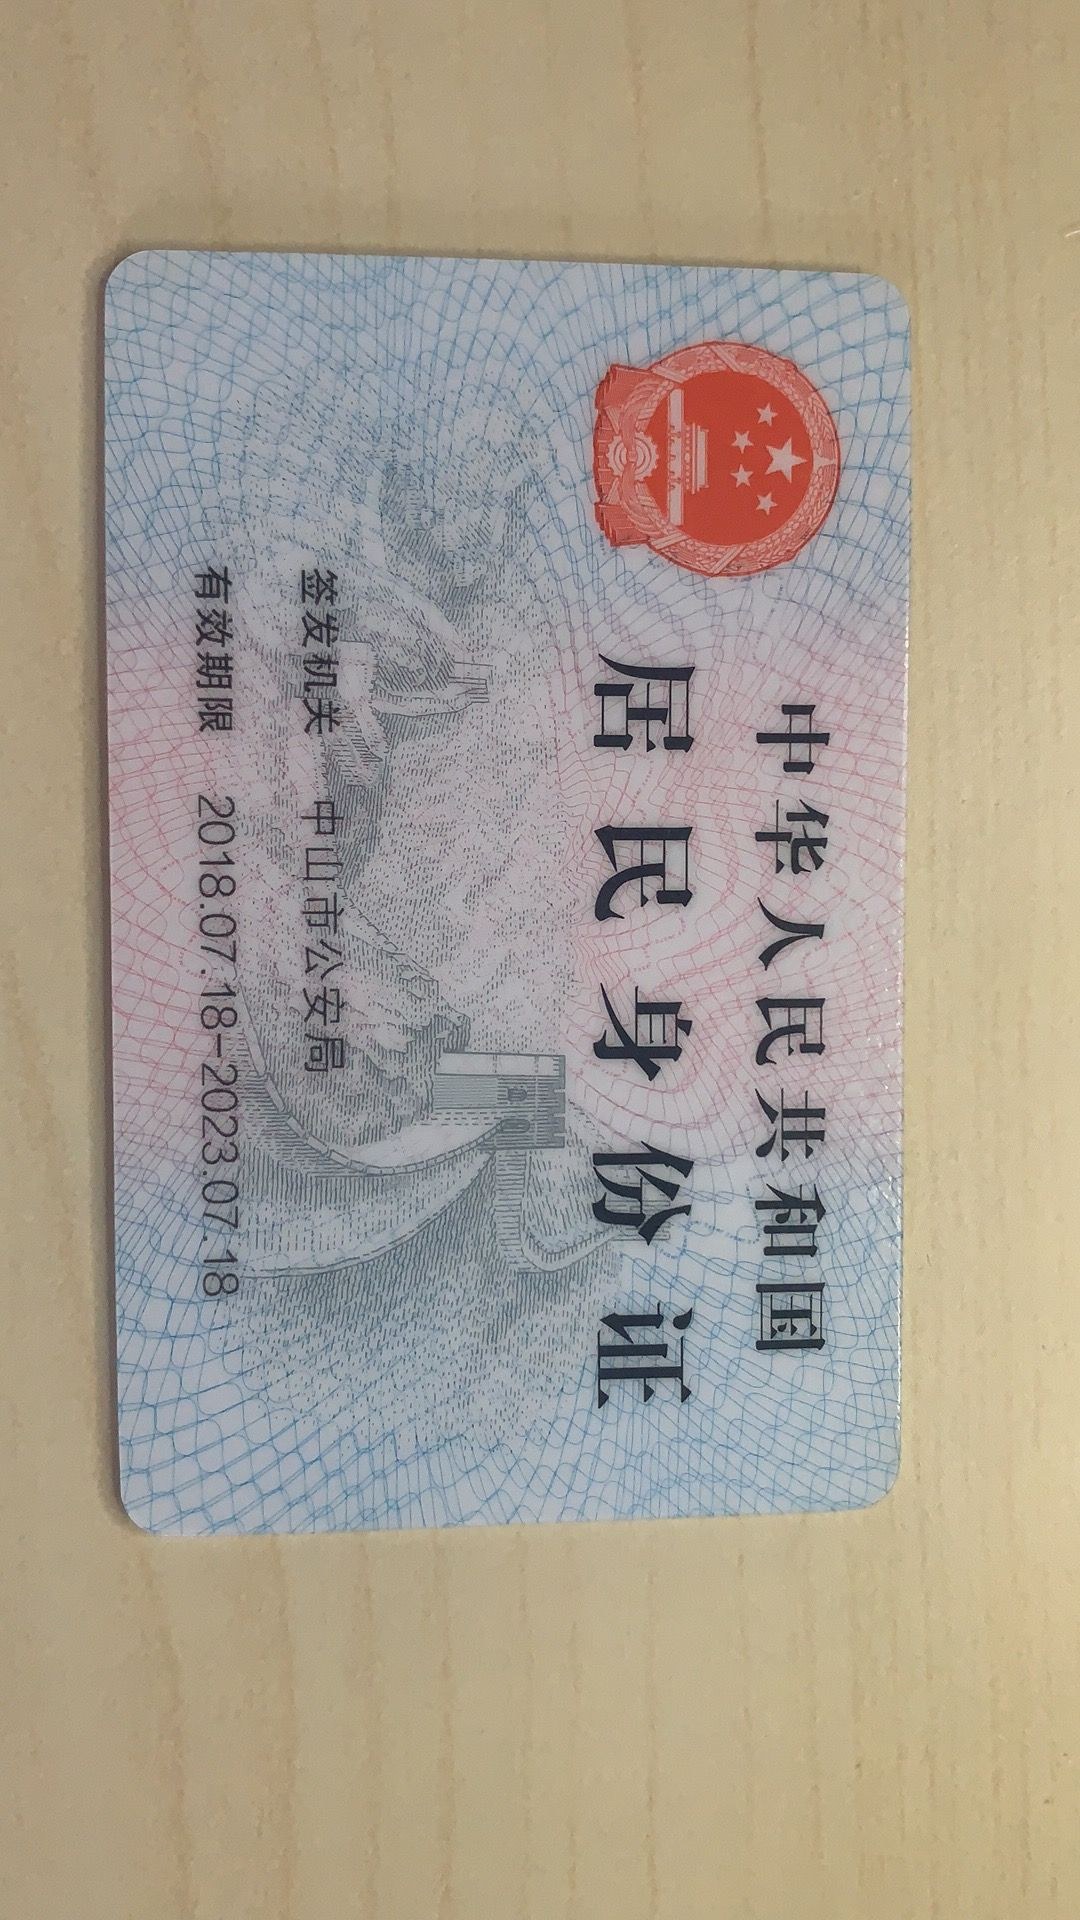 中华人民共和国
居民身份证
签发机关 中山市公安局
有效期限 2018.07.18-2023.07.18